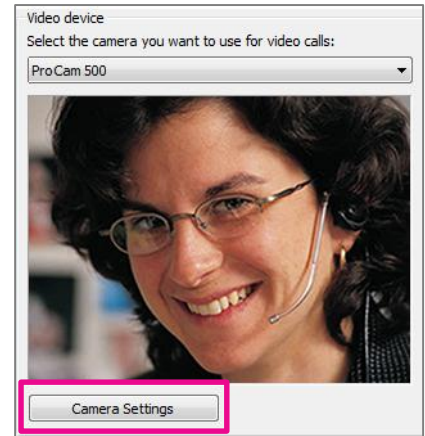 Video device
Select the camera you want to use for video calls:
ProCam 500
Camera Settings